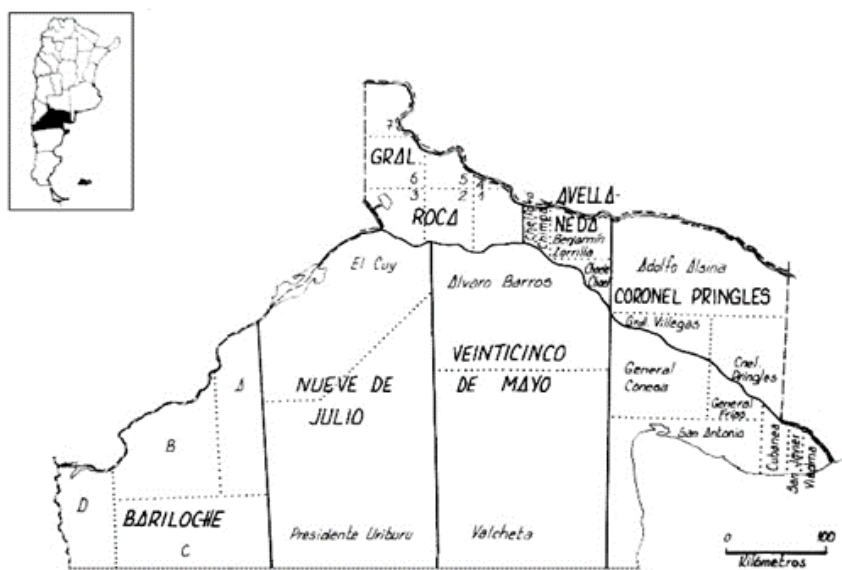 7
GRAL
6 5 4
3 2 1
ROCA
Chelforó
Chimpay
AVELLA-
NEDA
Benjamín
Zorrilla
Choele
Choel
El Cuy
Alvaro Barros
Adolfo Alsina
CORONEL PRINGLES
Gral. Villegas
VEINTICINCO
DE MAYO
NUEVE DE
JULIO
General
Conesa
Cnel.
Pringles
General
San Antonio
Cubanea
San Javier
Viedma
A
B
D
BARILOCHE
C
Presidente Uriburu
Valcheta
0 100
Kilómetros